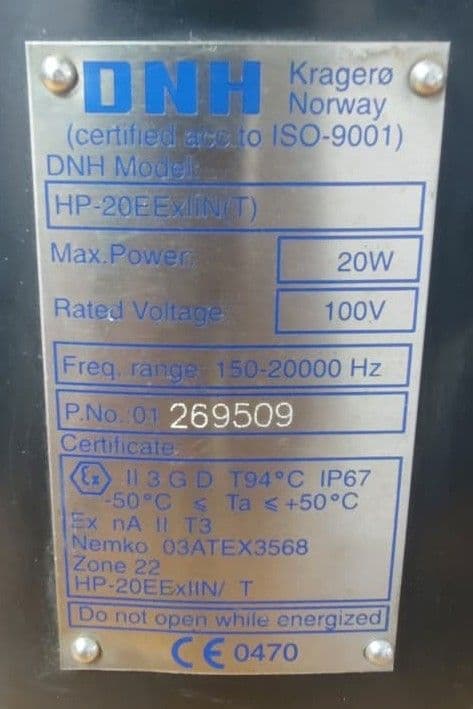 DNH Kragerø
Norway
(certified acc.to ISO-9001)
DNH Model:
HP-20EExIIN(T)
Max.Power: 20W
Rated Voltage 100V
Freq. range: 150-20000 Hz
P.No.:01 269509
Certificate:
Ex II 3 G D T94°C IP67
-50°C ≤ Ta ≤ +50°C
Ex nA II T3
Nemko 03ATEX3568
Zone 22
HP-20EExIIN/ T
Do not open while energized
CE 0470